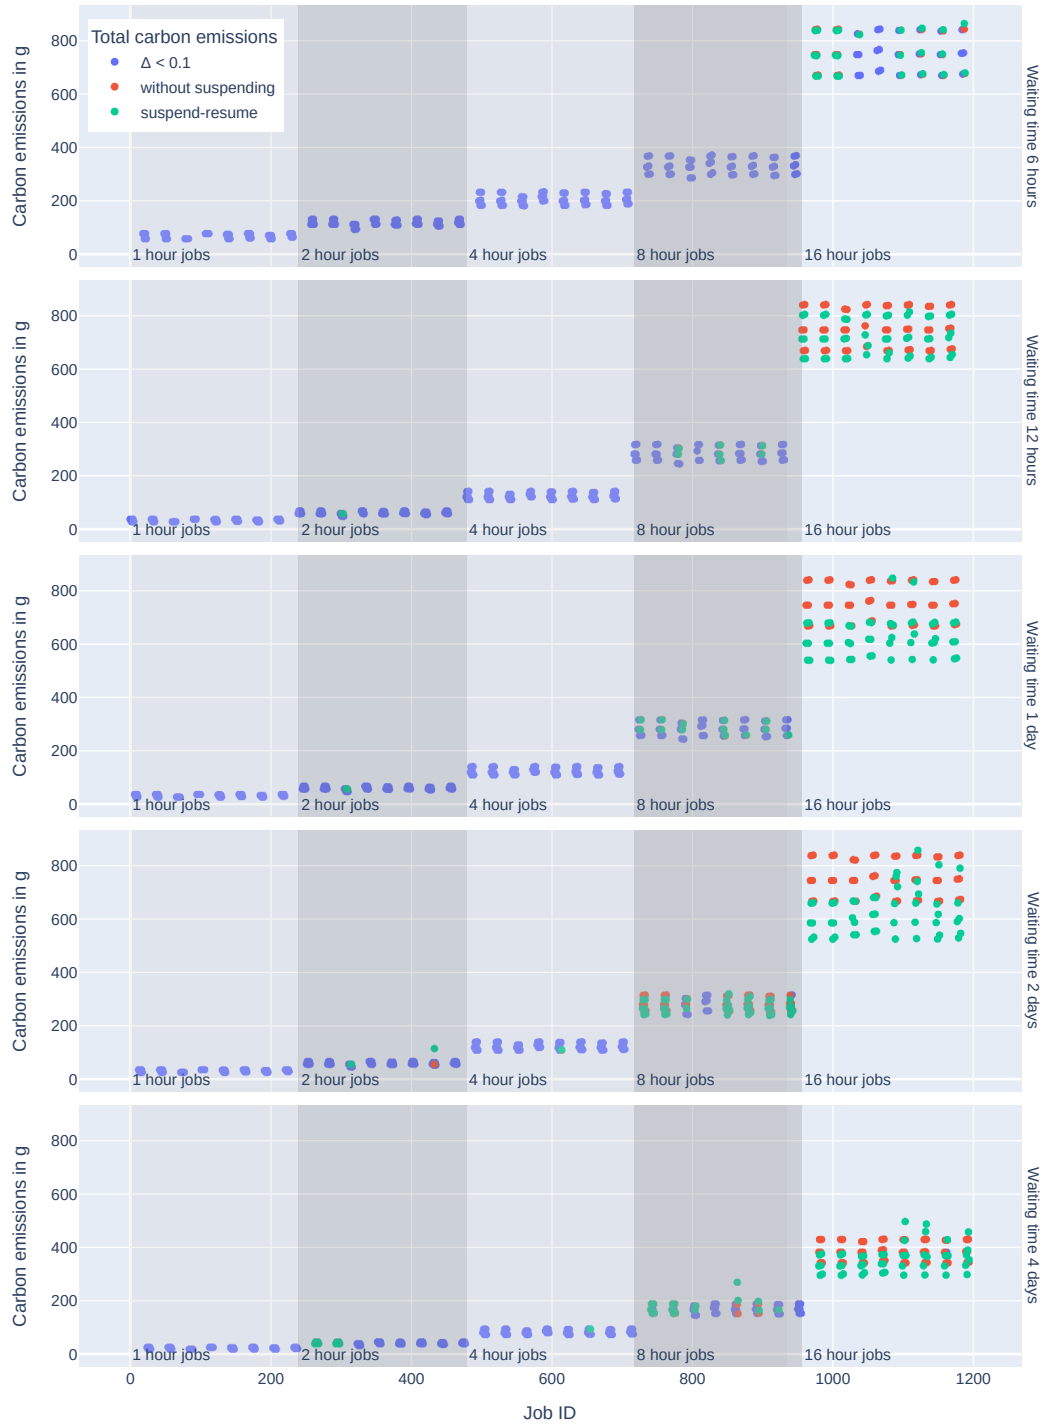 Total carbon emissions
Δ < 0.1
without suspending
suspend-resume
Carbon emissions in g
800
600
400
200
0
1 hour jobs
2 hour jobs
4 hour jobs
8 hour jobs
16 hour jobs
Waiting time 6 hours
Carbon emissions in g
800
600
400
200
0
1 hour jobs
2 hour jobs
4 hour jobs
8 hour jobs
16 hour jobs
Waiting time 12 hours
Carbon emissions in g
800
600
400
200
0
1 hour jobs
2 hour jobs
4 hour jobs
8 hour jobs
16 hour jobs
Waiting time 1 day
Carbon emissions in g
800
600
400
200
0
1 hour jobs
2 hour jobs
4 hour jobs
8 hour jobs
16 hour jobs
Waiting time 2 days
Carbon emissions in g
800
600
400
200
0
1 hour jobs
2 hour jobs
4 hour jobs
8 hour jobs
16 hour jobs
Waiting time 4 days
0
200
400
600
800
1000
1200
Job ID